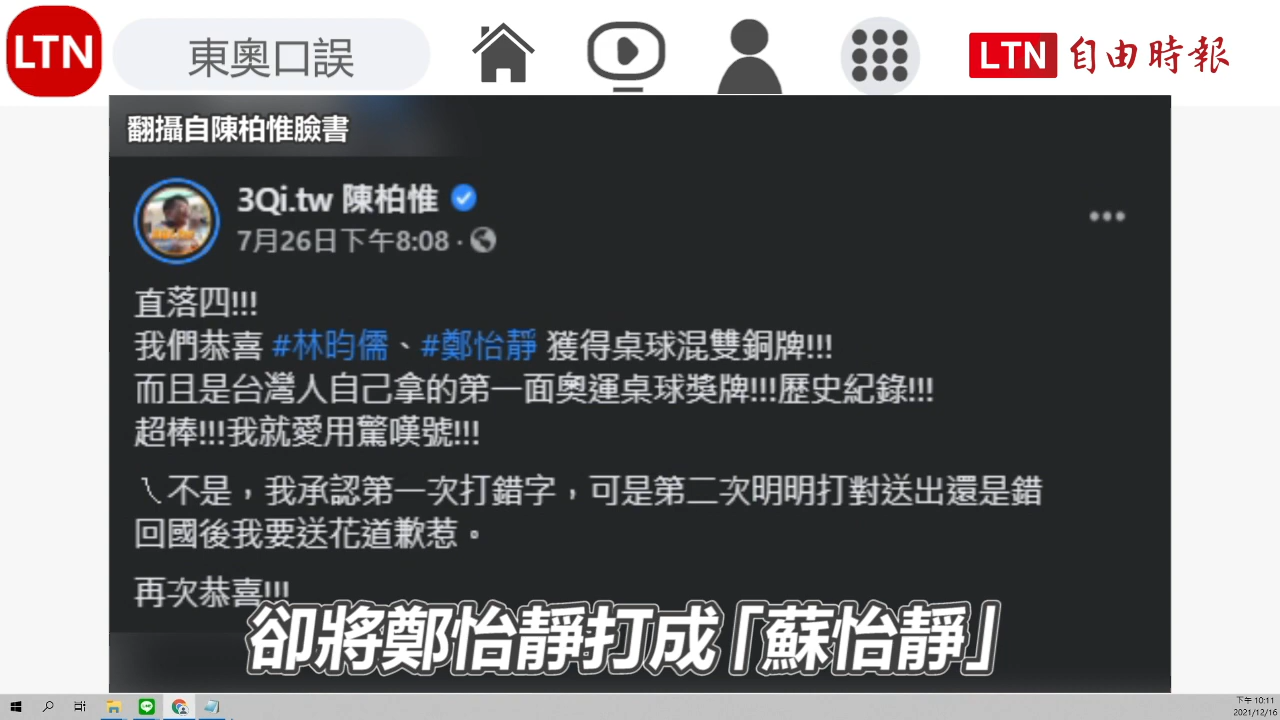 LTN
東奧口誤
LTN 自由時報
翻攝自陳柏惟臉書
3Qi.tw 陳柏惟
7月26日下午8:08 ·
直落四!!!
我們恭喜 #林昀儒、#鄭怡靜 獲得桌球混雙銅牌!!!
而且是台灣人自己拿的第一面奧運桌球獎牌!!!歷史紀錄!!!
超棒!!!我就愛用驚嘆號!!!
\不是，我承認第一次打錯字，可是第二次明明打對送出還是錯
回國後我要送花道歉惹。
再次恭喜!!!
卻將鄭怡靜打成「蘇怡靜」
下午 10:11
2021/12/16